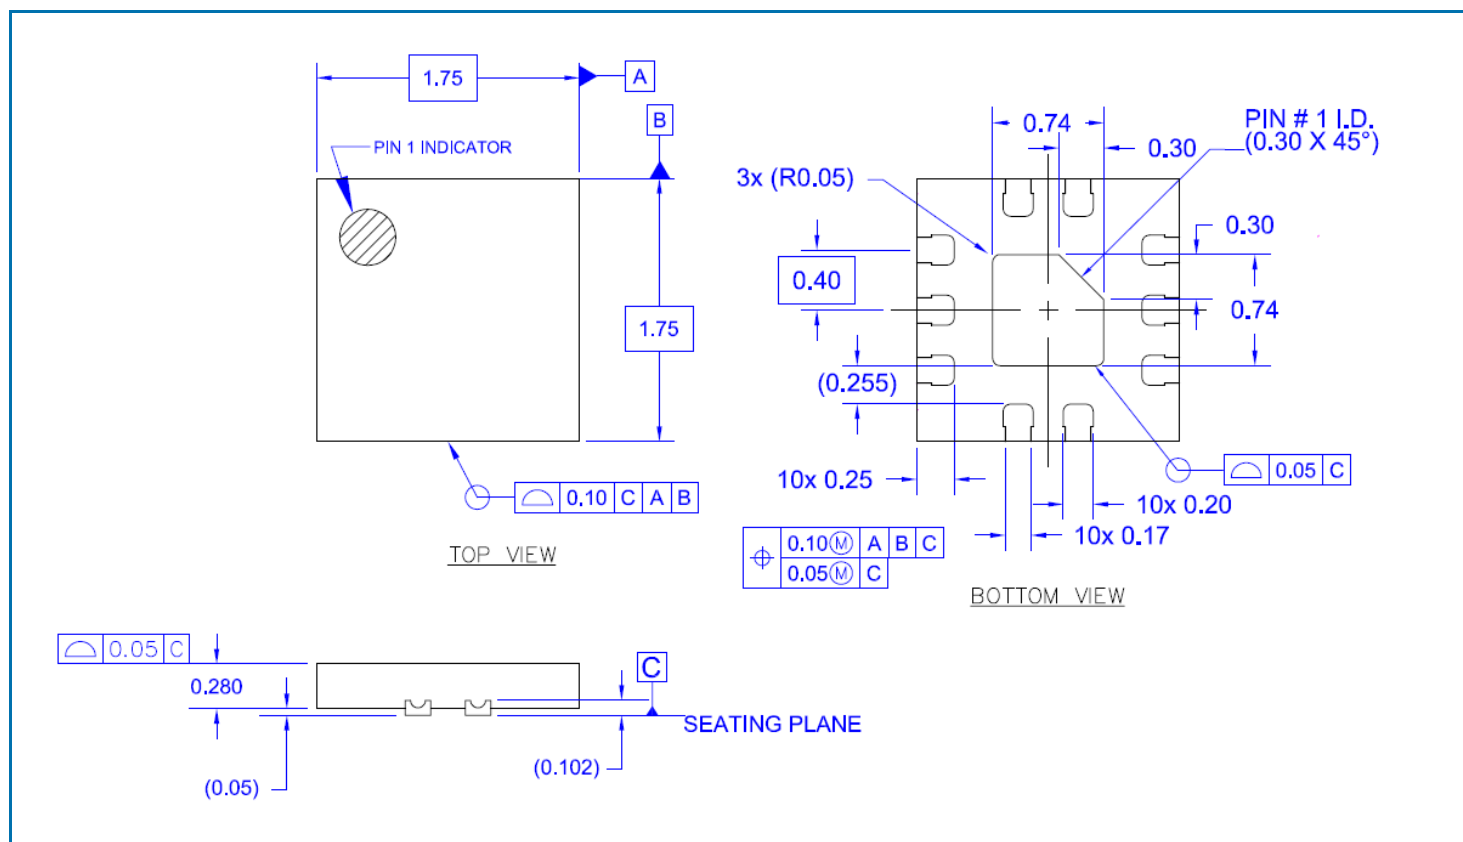 1.75
A
B
PIN 1 INDICATOR
1.75
0.10 C A B
TOP VIEW
0.74
PIN # 1 I.D.
(0.30 X 45°)
0.30
3x (R0.05)
0.30
0.40
0.74
(0.255)
0.05 C
10x 0.25
10x 0.20
10x 0.17
0.10Ⓜ A B C
0.05Ⓜ C
BOTTOM VIEW
0.05 C
0.280
C
SEATING PLANE
(0.102)
(0.05)